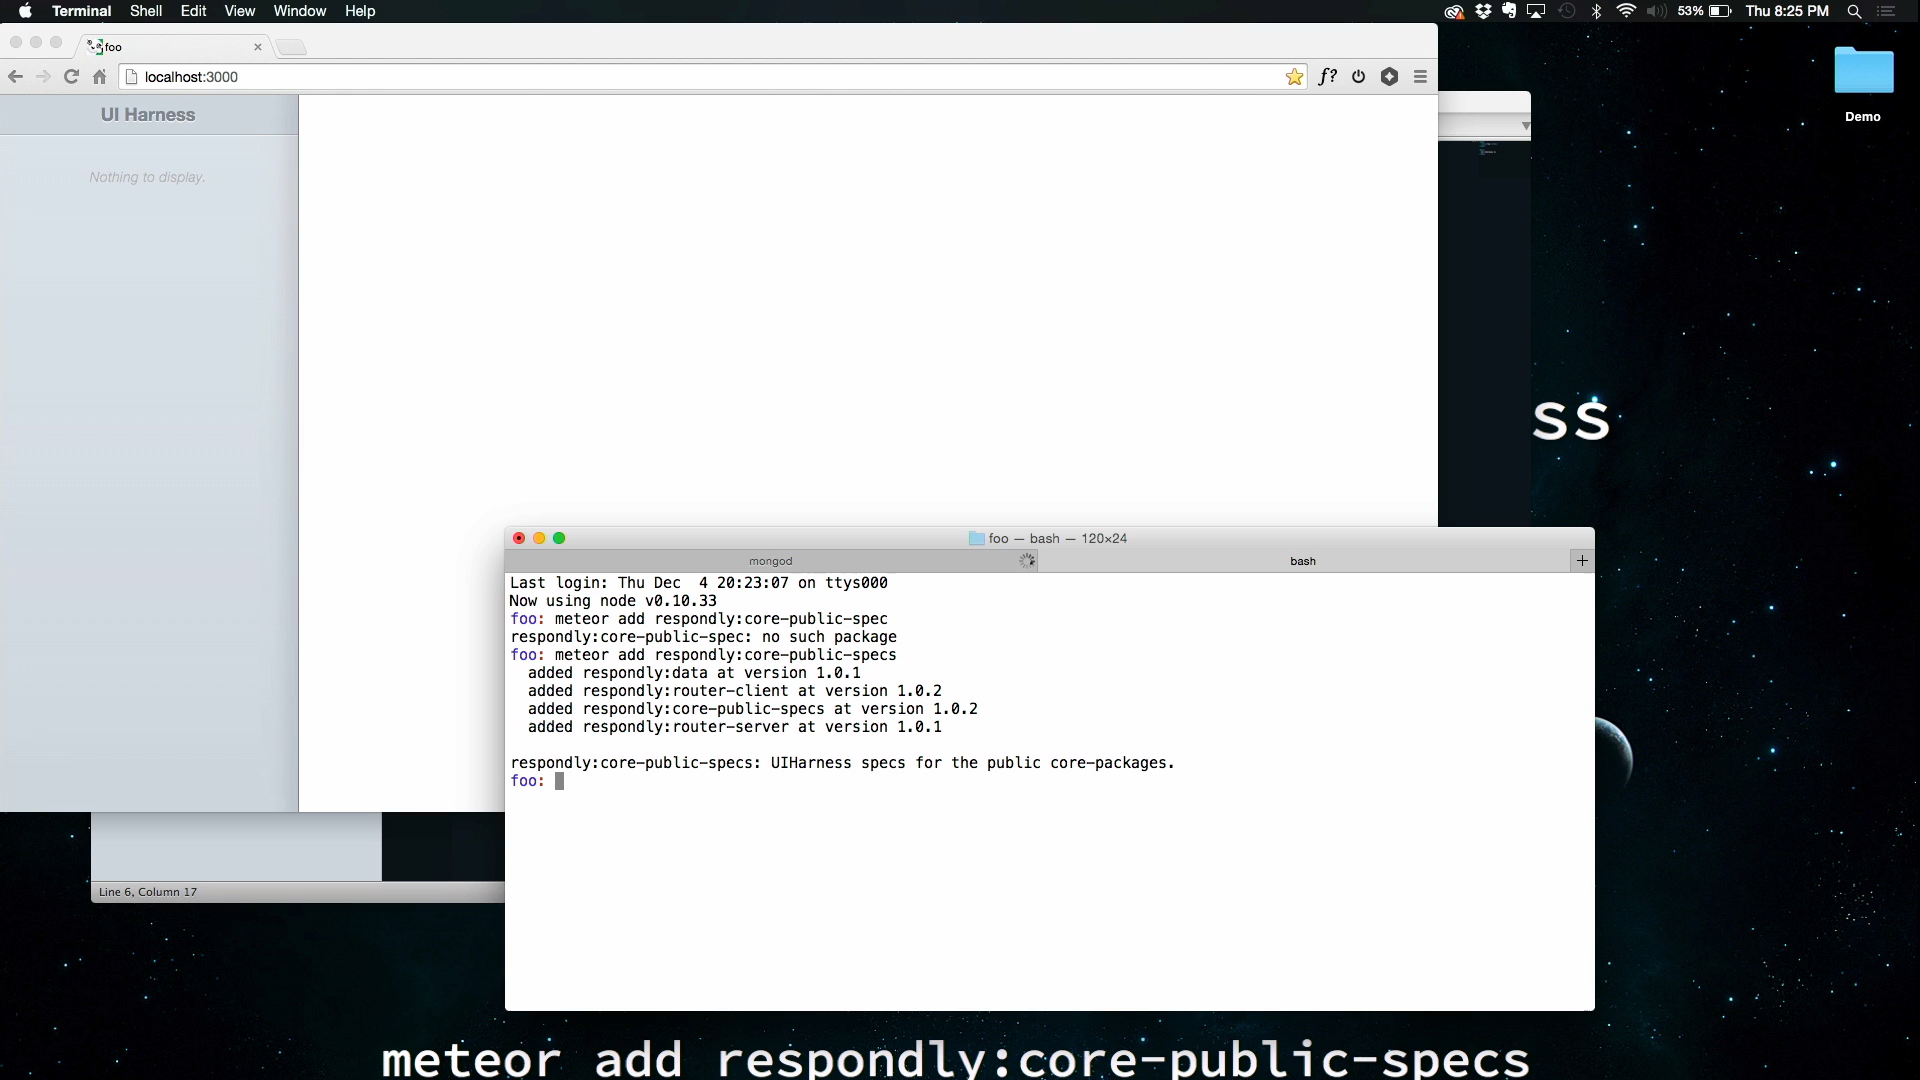 Terminal Shell Edit View Window Help
53% Thu 8:25 PM
foo
localhost:3000
f?
UI Harness
Nothing to display.
Demo
ss
foo — bash — 120×24
mongod
bash
Last login: Thu Dec  4 20:23:07 on ttys000
Now using node v0.10.33
foo: meteor add respondly:core-public-spec
respondly:core-public-spec: no such package
foo: meteor add respondly:core-public-specs
added respondly:data at version 1.0.1
added respondly:router-client at version 1.0.2
added respondly:core-public-specs at version 1.0.2
added respondly:router-server at version 1.0.1
respondly:core-public-specs: UIHarness specs for the public core-packages.
foo:
Line 6, Column 17
meteor add respondly:core-public-specs